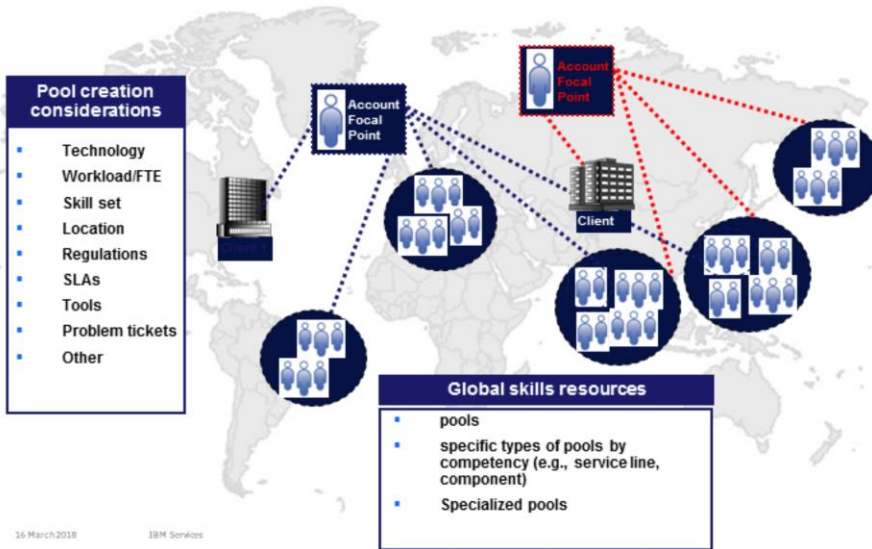 Pool creation
considerations
Technology
Workload/FTE
Skill set
Location
Regulations
SLAs
Tools
Problem tickets
Other
Account
Focal
Point
Account
Focal
Point
Client 1
Client
Global skills resources
pools
specific types of pools by
competency (e.g., service line,
component)
Specialized pools
16 March 2018
IBM Services